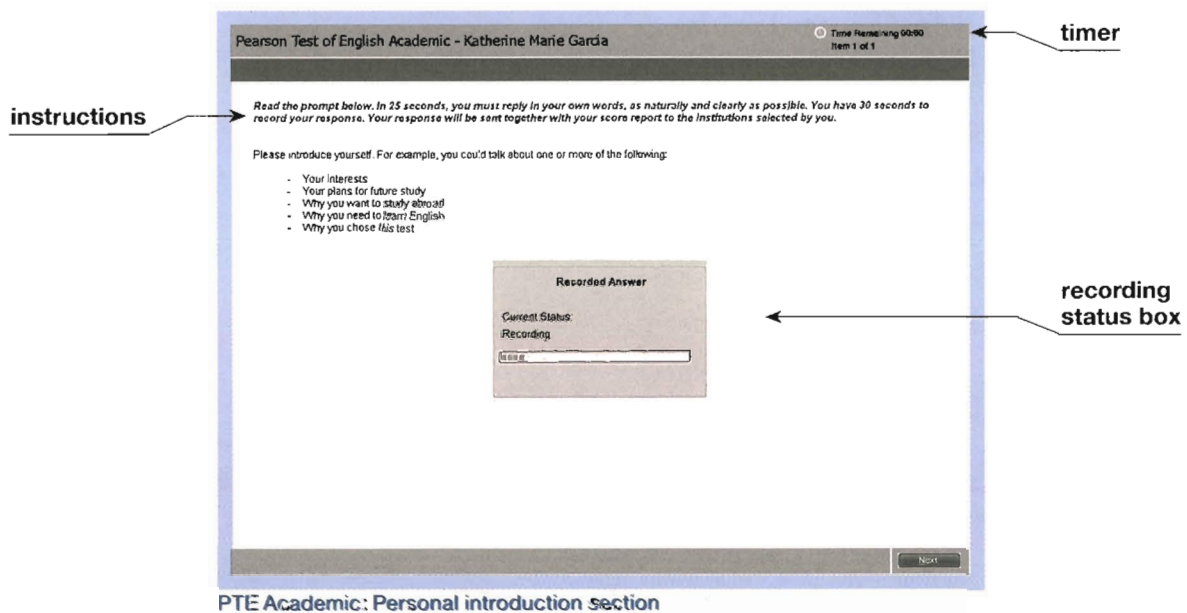 Pearson Test of English Academic - Katherine Marie Garcia
Time Remaining 00:60
Item 1 of 1
timer
instructions
Read the prompt below. In 25 seconds, you must reply in your own words, as naturally and clearly as possible. You have 30 seconds to
record your response. Your response will be sent together with your score report to the institutions selected by you.
Please introduce yourself. For example, you could talk about one or more of the following:
- Your interests
- Your plans for future study
- Why you want to study abroad
- Why you need to learn English
- Why you chose this test
Recorded Answer
Current Status:
Recording
recording
status box
Next
PTE Academic: Personal introduction section